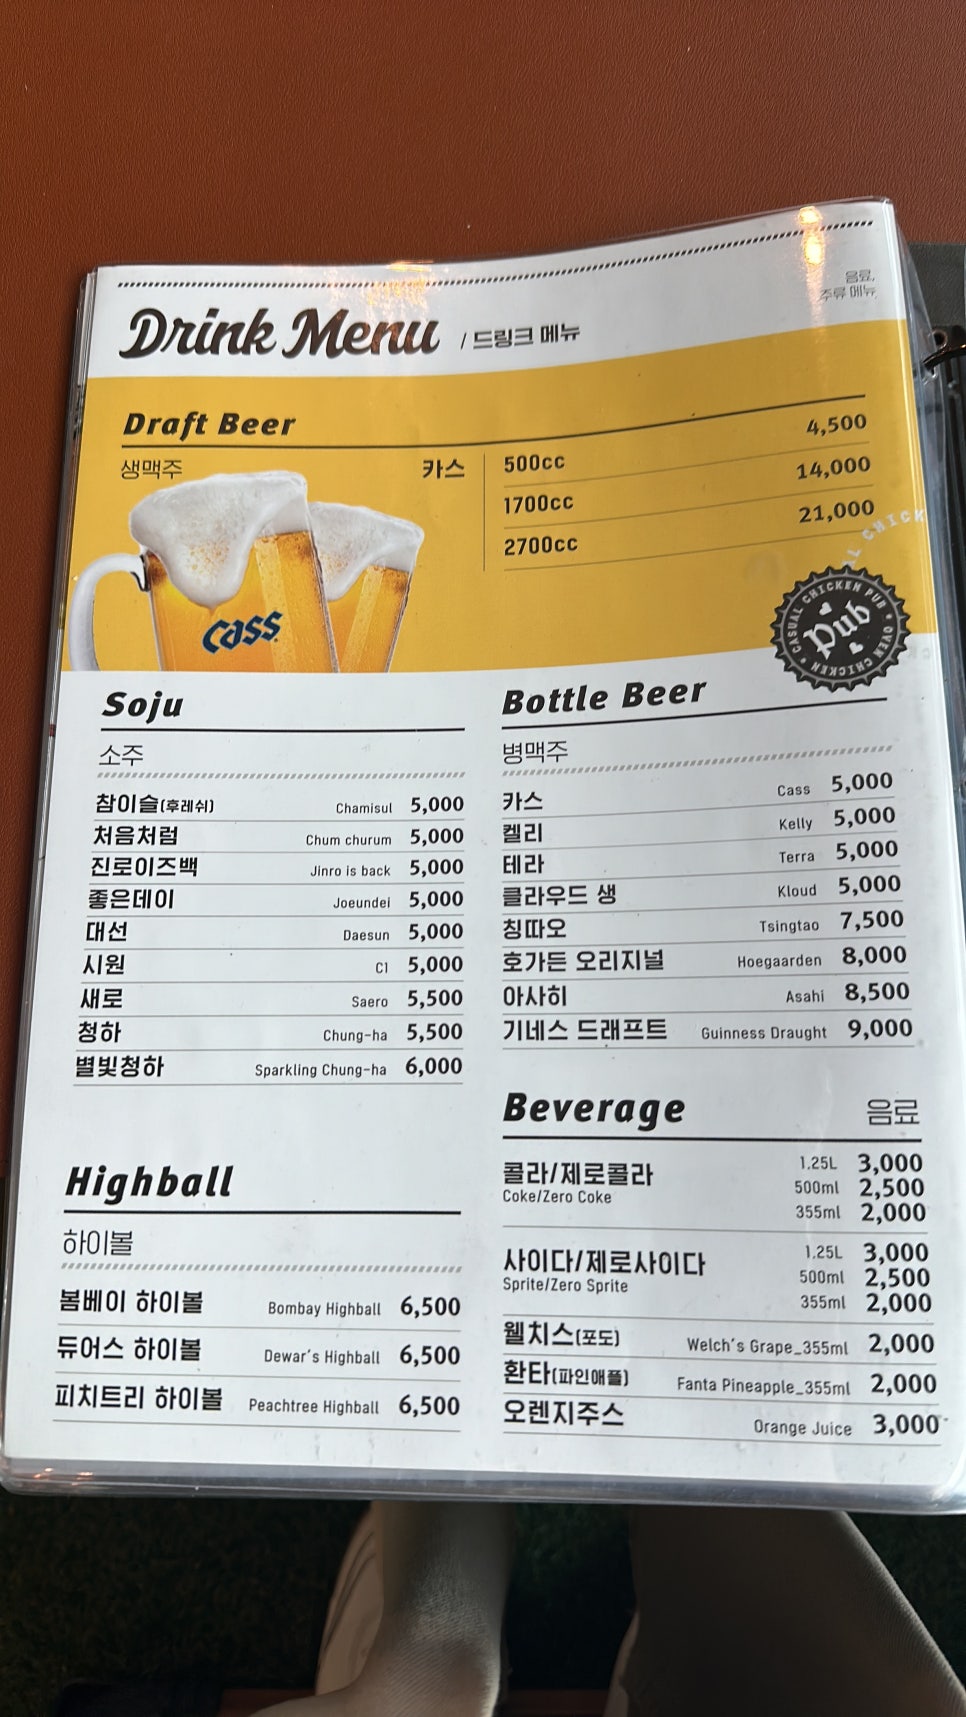 음료,
주류 메뉴
Drink Menu / 드링크 메뉴
Draft Beer
생맥주 카스
500cc 4,500
1700cc 14,000
2700cc 21,000
Cass
CASUAL CHICKEN PUB • OVEN CHICKEN •
Pub
Soju
소주
참이슬(후레쉬) Chamisul 5,000
처음처럼 Chum churum 5,000
진로이즈백 Jinro is back 5,000
좋은데이 Joeundei 5,000
대선 Daesun 5,000
시원 C1 5,000
새로 Saero 5,500
청하 Chung-ha 5,500
별빛청하 Sparkling Chung-ha 6,000
Highball
하이볼
봄베이 하이볼 Bombay Highball 6,500
듀어스 하이볼 Dewar's Highball 6,500
피치트리 하이볼 Peachtree Highball 6,500
Bottle Beer
병맥주
카스 Cass 5,000
켈리 Kelly 5,000
테라 Terra 5,000
클라우드 생 Kloud 5,000
칭따오 Tsingtao 7,500
호가든 오리지널 Hoegaarden 8,000
아사히 Asahi 8,500
기네스 드래프트 Guinness Draught 9,000
Beverage 음료
콜라/제로콜라 1.25L 3,000
Coke/Zero Coke 500ml 2,500
355ml 2,000
사이다/제로사이다 1.25L 3,000
Sprite/Zero Sprite 500ml 2,500
355ml 2,000
웰치스(포도) Welch's Grape_355ml 2,000
환타(파인애플) Fanta Pineapple_355ml 2,000
오렌지주스 Orange Juice 3,000